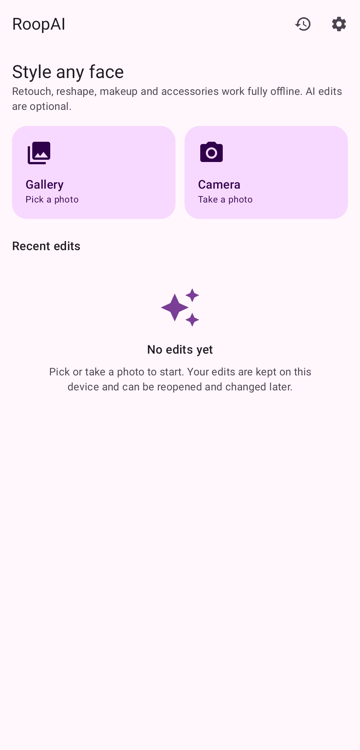 RoopAI
Style any face
Retouch, reshape, makeup and accessories work fully offline. AI edits
are optional.
Gallery
Pick a photo
Camera
Take a photo
Recent edits
No edits yet
Pick or take a photo to start. Your edits are kept on this
device and can be reopened and changed later.